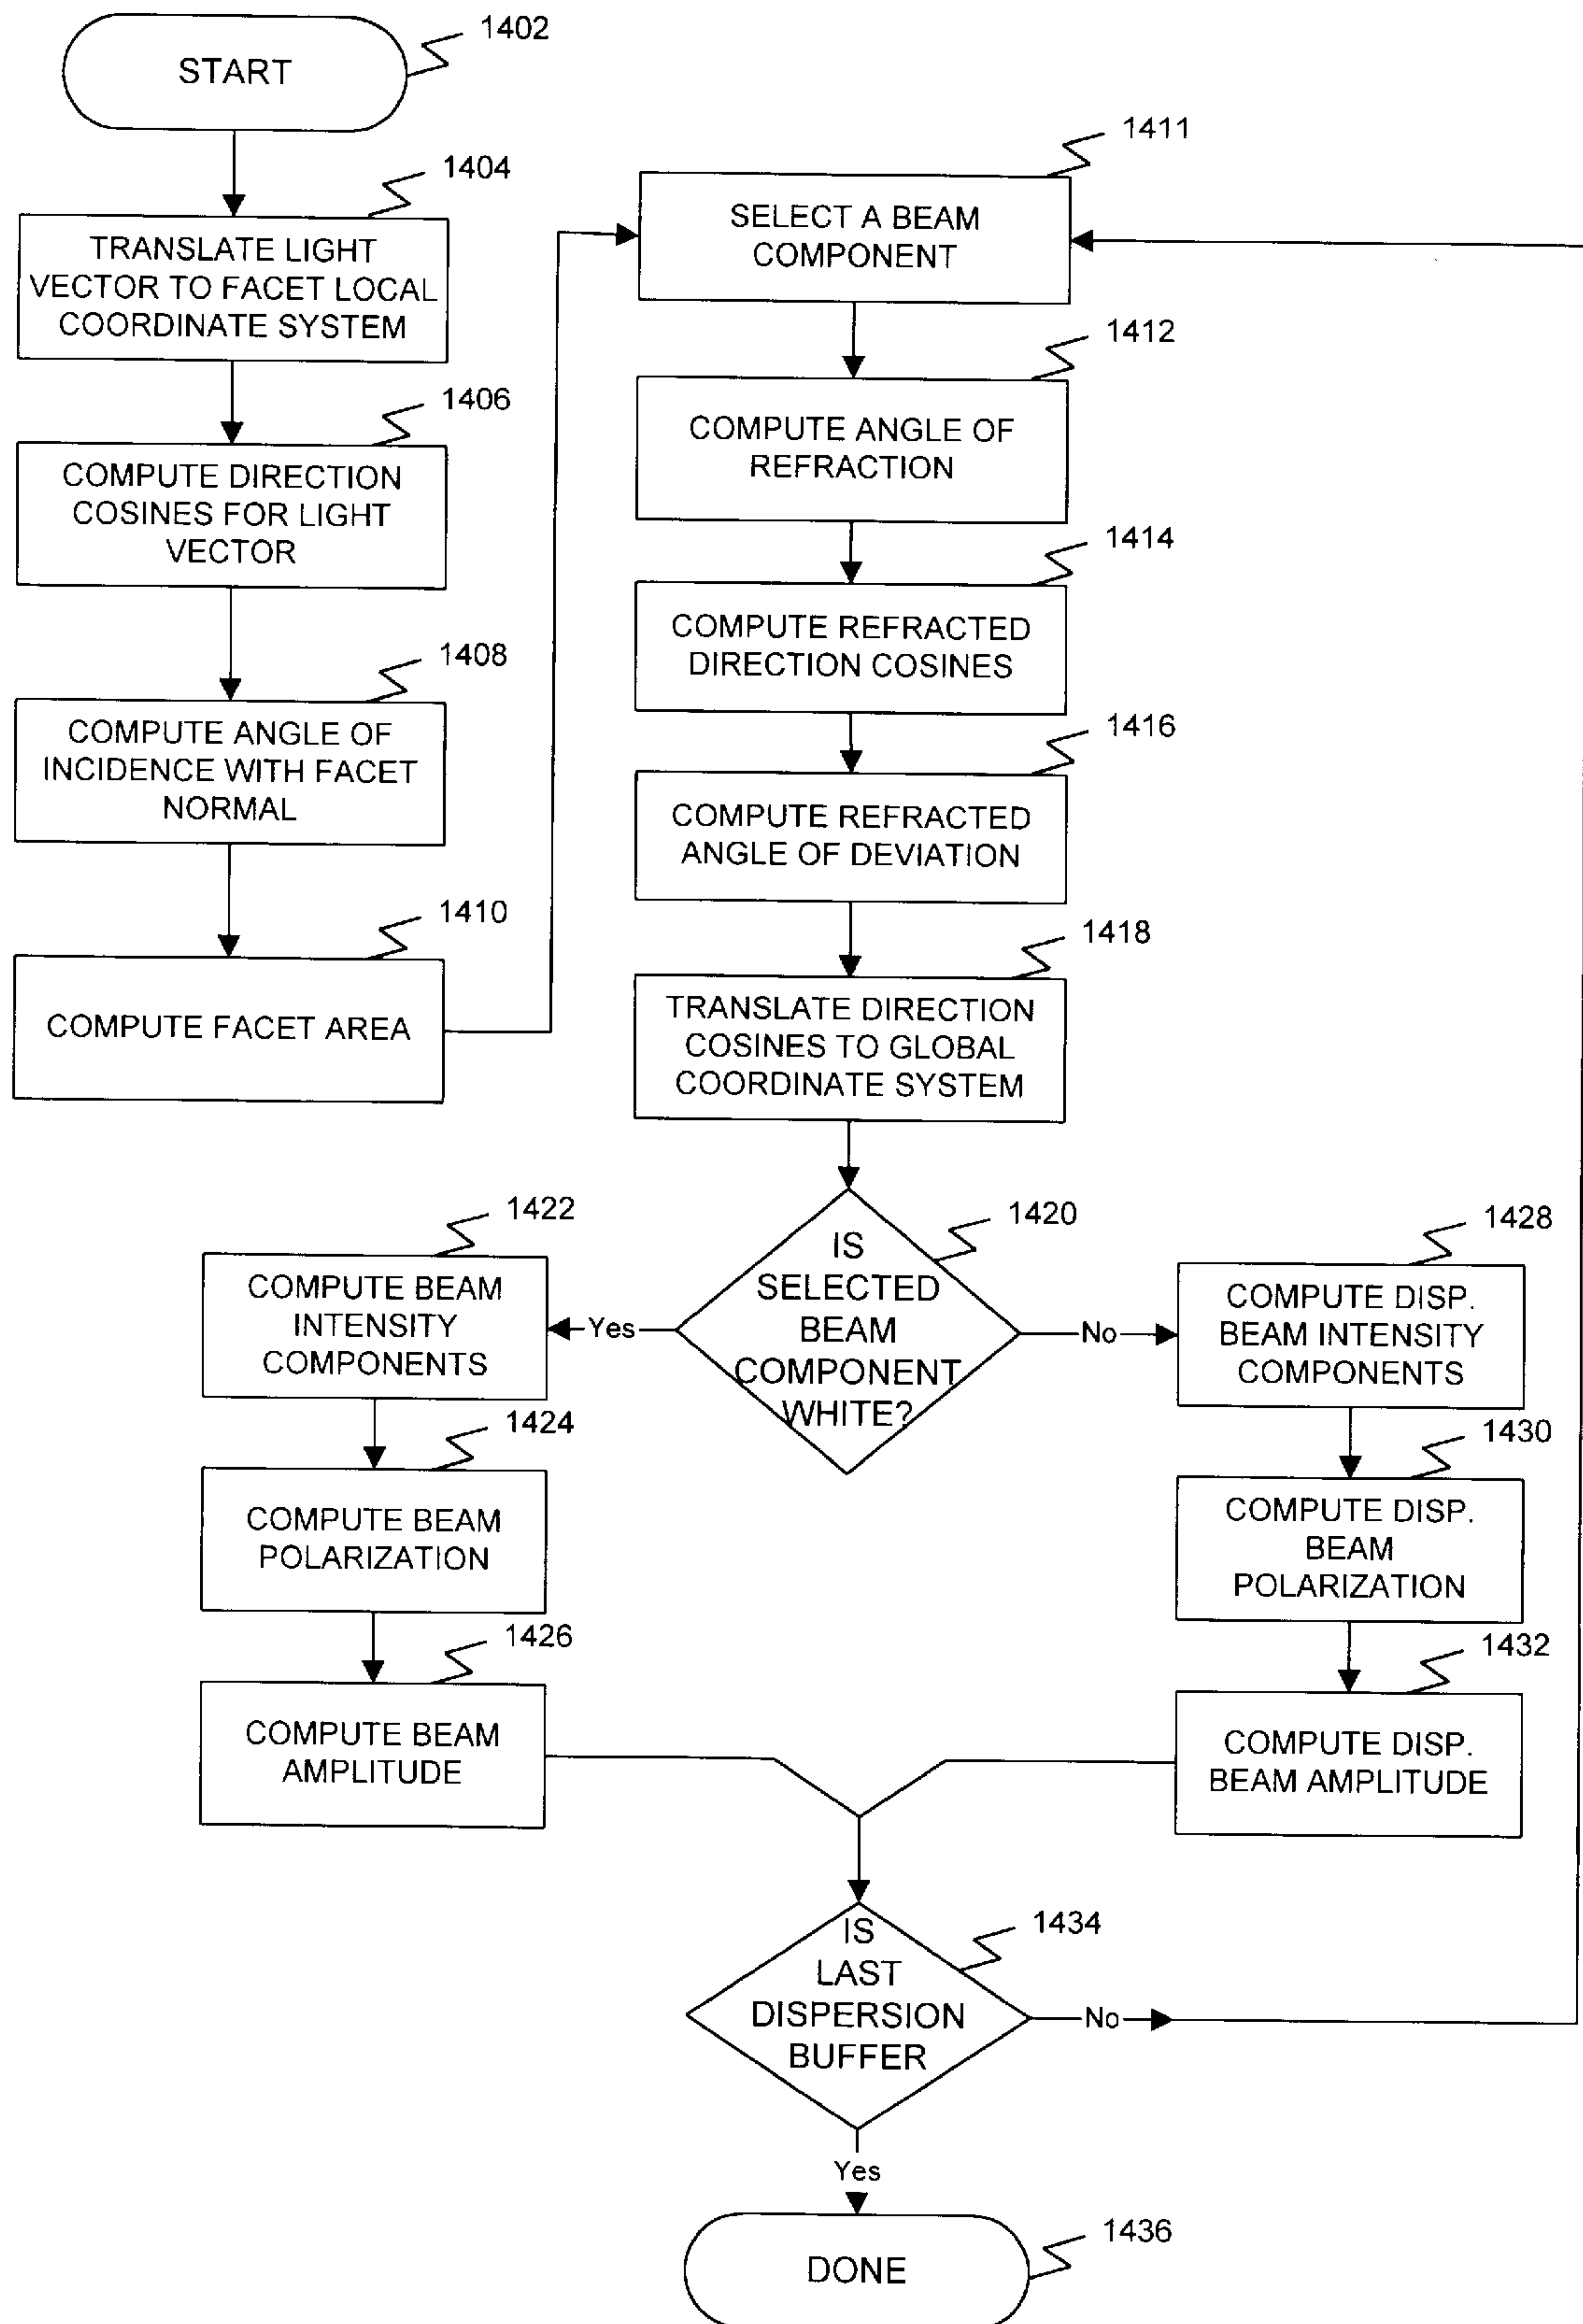 START
1402
1404
TRANSLATE LIGHT
VECTOR TO FACET LOCAL
COORDINATE SYSTEM
1406
COMPUTE DIRECTION
COSINES FOR LIGHT
VECTOR
1408
COMPUTE ANGLE OF
INCIDENCE WITH FACET
NORMAL
1410
COMPUTE FACET AREA
1411
SELECT A BEAM
COMPONENT
1412
COMPUTE ANGLE OF
REFRACTION
1414
COMPUTE REFRACTED
DIRECTION COSINES
1416
COMPUTE REFRACTED
ANGLE OF DEVIATION
1418
TRANSLATE DIRECTION
COSINES TO GLOBAL
COORDINATE SYSTEM
1420
IS
SELECTED
BEAM
COMPONENT
WHITE?
Yes
No
1422
COMPUTE BEAM
INTENSITY
COMPONENTS
1424
COMPUTE BEAM
POLARIZATION
1426
COMPUTE BEAM
AMPLITUDE
1428
COMPUTE DISP.
BEAM INTENSITY
COMPONENTS
1430
COMPUTE DISP.
BEAM
POLARIZATION
1432
COMPUTE DISP.
BEAM AMPLITUDE
1434
IS
LAST
DISPERSION
BUFFER
No
Yes
1436
DONE